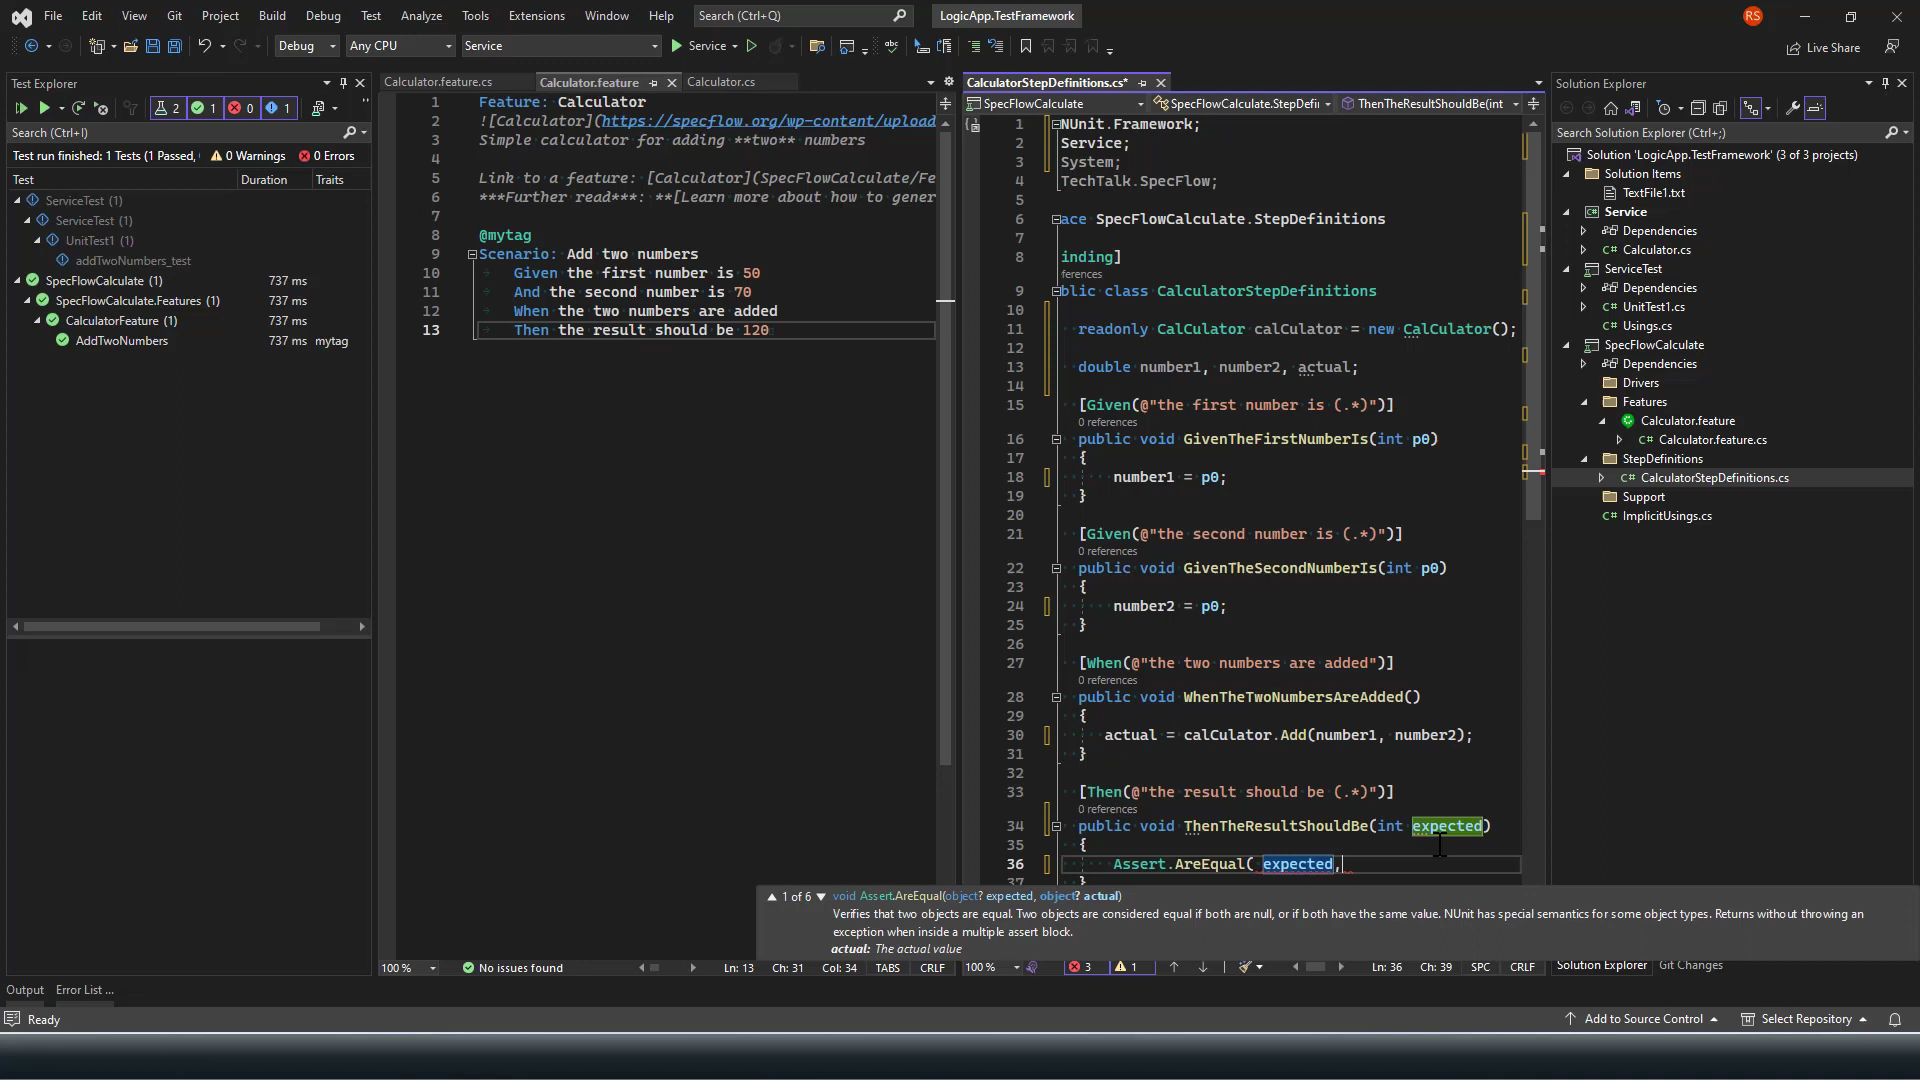 File Edit View Git Project Build Debug Test Analyze Tools Extensions Window Help Search (Ctrl+Q) LogicApp.TestFramework RS
Debug Any CPU Service Service Live Share
Test Explorer
2 1 0 1
Search (Ctrl+I)
Test run finished: 1 Tests (1 Passed, 0 Warnings 0 Errors
Test Duration Traits
ServiceTest (1)
ServiceTest (1)
UnitTest1 (1)
addTwoNumbers_test
SpecFlowCalculate (1) 737 ms
SpecFlowCalculate.Features (1) 737 ms
CalculatorFeature (1) 737 ms
AddTwoNumbers 737 ms mytag
Calculator.feature.cs Calculator.feature Calculator.cs
1 Feature: Calculator
2 ![Calculator](https://specflow.org/wp-content/upload
3 Simple calculator for adding **two** numbers
4
5 Link to a feature: [Calculator](SpecFlowCalculate/Fe
6 ***Further read***: **[Learn more about how to gener
7
8 @mytag
9 Scenario: Add two numbers
10 Given the first number is 50
11 And the second number is 70
12 When the two numbers are added
13 Then the result should be 120
100 % No issues found Ln: 13 Ch: 31 Col: 34 TABS CRLF
CalculatorStepDefinitions.cs*
SpecFlowCalculate SpecFlowCalculate.StepDefii ThenTheResultShouldBe(int
1 NUnit.Framework;
2 Service;
3 System;
4 TechTalk.SpecFlow;
5
6 ace SpecFlowCalculate.StepDefinitions
7
8 inding]
ferences
9 blic class CalculatorStepDefinitions
10
11 readonly CalCulator calCulator = new CalCulator();
12
13 double number1, number2, actual;
14
15 [Given(@"the first number is (.*)")]
0 references
16 public void GivenTheFirstNumberIs(int p0)
17 {
18 number1 = p0;
19 }
20
21 [Given(@"the second number is (.*)")]
0 references
22 public void GivenTheSecondNumberIs(int p0)
23 {
24 number2 = p0;
25 }
26
27 [When(@"the two numbers are added")]
0 references
28 public void WhenTheTwoNumbersAreAdded()
29 {
30 actual = calCulator.Add(number1, number2);
31 }
32
33 [Then(@"the result should be (.*)")]
0 references
34 public void ThenTheResultShouldBe(int expected)
35 {
36 Assert.AreEqual( expected,
37 }
1 of 6 void Assert.AreEqual(object? expected, object? actual)
Verifies that two objects are equal. Two objects are considered equal if both are null, or if both have the same value. NUnit has special semantics for some object types. Returns without throwing an
exception when inside a multiple assert block.
actual: The actual value
100 % 3 1 Ln: 36 Ch: 39 SPC CRLF
Solution Explorer
Search Solution Explorer (Ctrl+;)
Solution 'LogicApp.TestFramework' (3 of 3 projects)
Solution Items
TextFile1.txt
Service
Dependencies
C# Calculator.cs
ServiceTest
Dependencies
C# UnitTest1.cs
C# Usings.cs
SpecFlowCalculate
Dependencies
Drivers
Features
Calculator.feature
C# Calculator.feature.cs
StepDefinitions
C# CalculatorStepDefinitions.cs
Support
C# ImplicitUsings.cs
Solution Explorer Git Changes
Output Error List ...
Ready Add to Source Control Select Repository